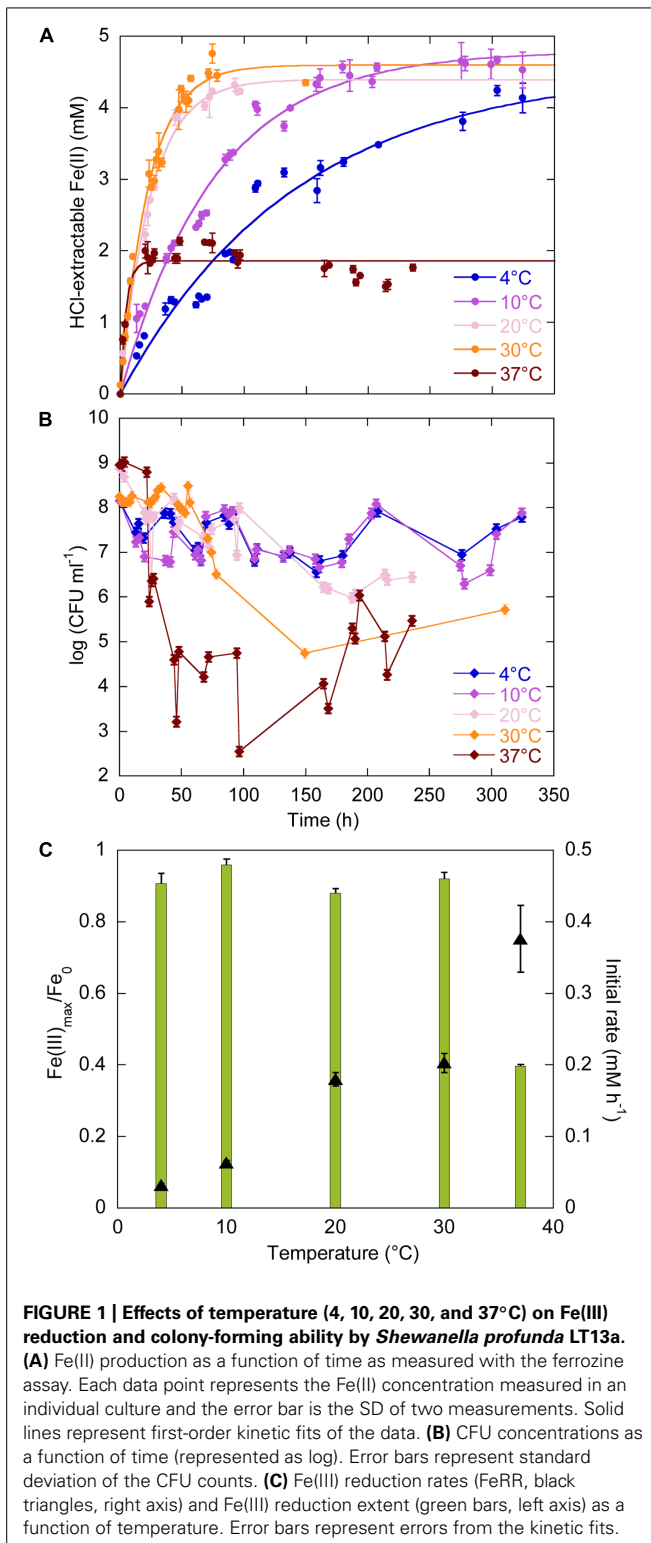 A
5
4
3
2
1
0
HCl-extractable Fe(II) (mM)
4°C
10°C
20°C
30°C
37°C
B
10
9
8
7
6
5
4
3
2
log (CFU ml⁻¹)
4°C
10°C
20°C
30°C
37°C
0 50 100 150 200 250 300 350
Time (h)
C
1
0.8
0.6
0.4
0.2
0
Fe(III)max/Fe0
0.5
0.4
0.3
0.2
0.1
0
Initial rate (mM h⁻¹)
0 10 20 30 40
Temperature (°C)
FIGURE 1 | Effects of temperature (4, 10, 20, 30, and 37°C) on Fe(III)
reduction and colony-forming ability by Shewanella profunda LT13a.
(A) Fe(II) production as a function of time as measured with the ferrozine
assay. Each data point represents the Fe(II) concentration measured in an
individual culture and the error bar is the SD of two measurements. Solid
lines represent first-order kinetic fits of the data. (B) CFU concentrations as
a function of time (represented as log). Error bars represent standard
deviation of the CFU counts. (C) Fe(III) reduction rates (FeRR, black
triangles, right axis) and Fe(III) reduction extent (green bars, left axis) as a
function of temperature. Error bars represent errors from the kinetic fits.